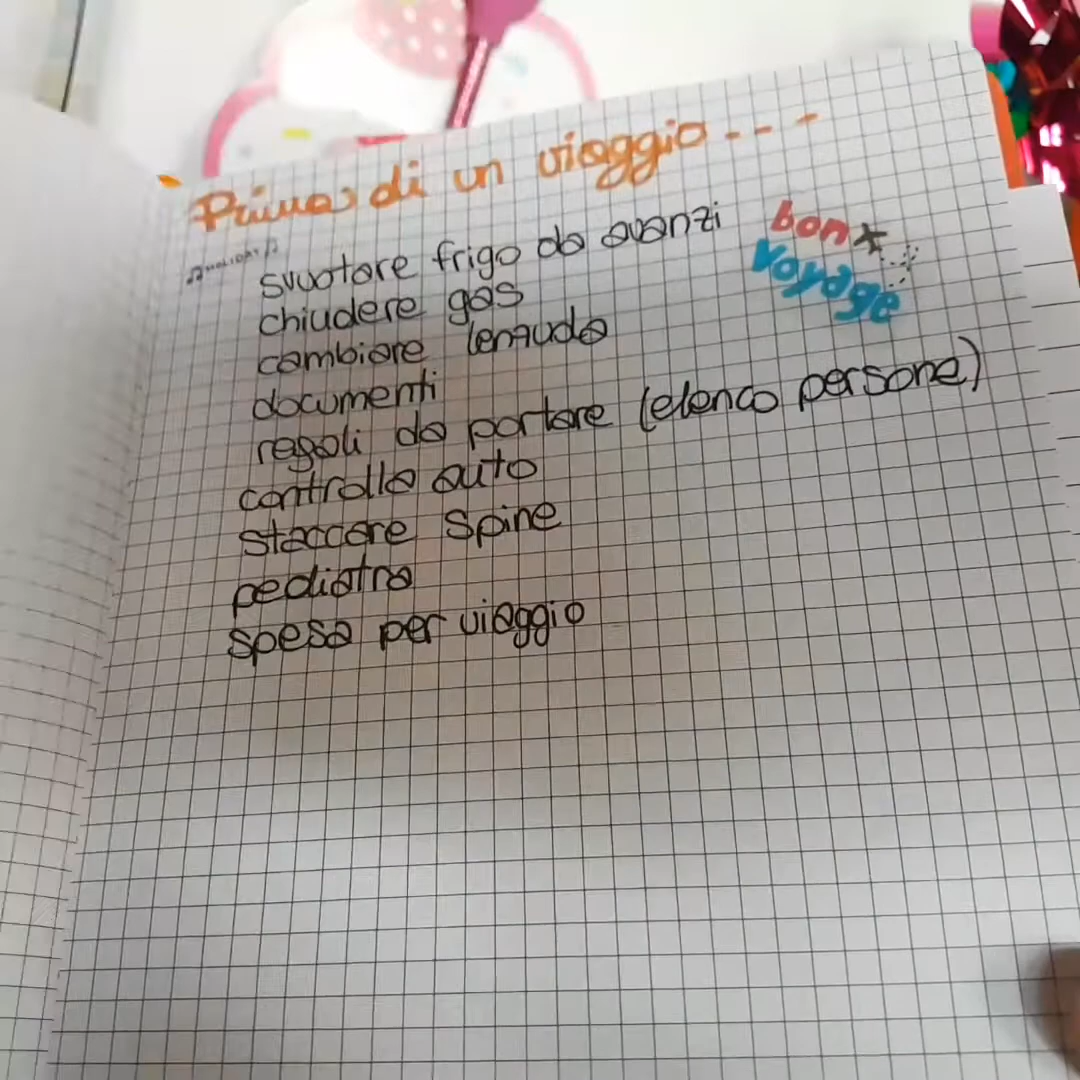 Prima di un viaggio...
bon
voyage
svuotare frigo da avanzi
chiudere gas
cambiare lenzuola
documenti
regali da portare (elenco persone)
controllo auto
staccare spine
pediatra
spesa per viaggio